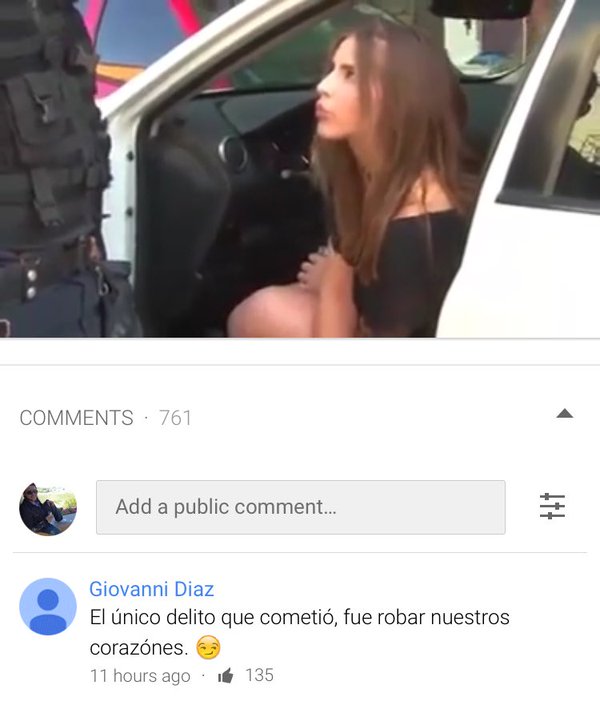 COMMENTS · 761
Add a public comment...
Giovanni Diaz
El único delito que cometió, fue robar nuestros
corazónes. 😏
11 hours ago · 135